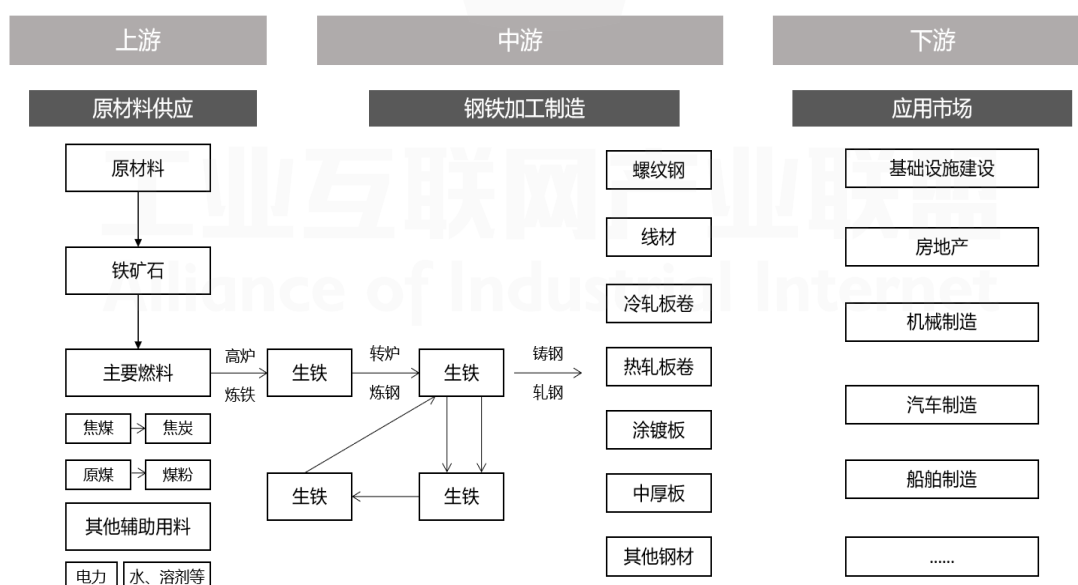 上游
中游
下游
原材料供应
钢铁加工制造
应用市场
原材料
铁矿石
主要燃料
焦煤
焦炭
原煤
煤粉
其他辅助用料
电力
水、溶剂等
高炉
炼铁
生铁
转炉
炼钢
生铁
铸钢
轧钢
生铁
生铁
螺纹钢
线材
冷轧板卷
热轧板卷
涂镀板
中厚板
其他钢材
基础设施建设
房地产
机械制造
汽车制造
船舶制造
......
工业互联网产业联盟
Alliance of Industrial Internet